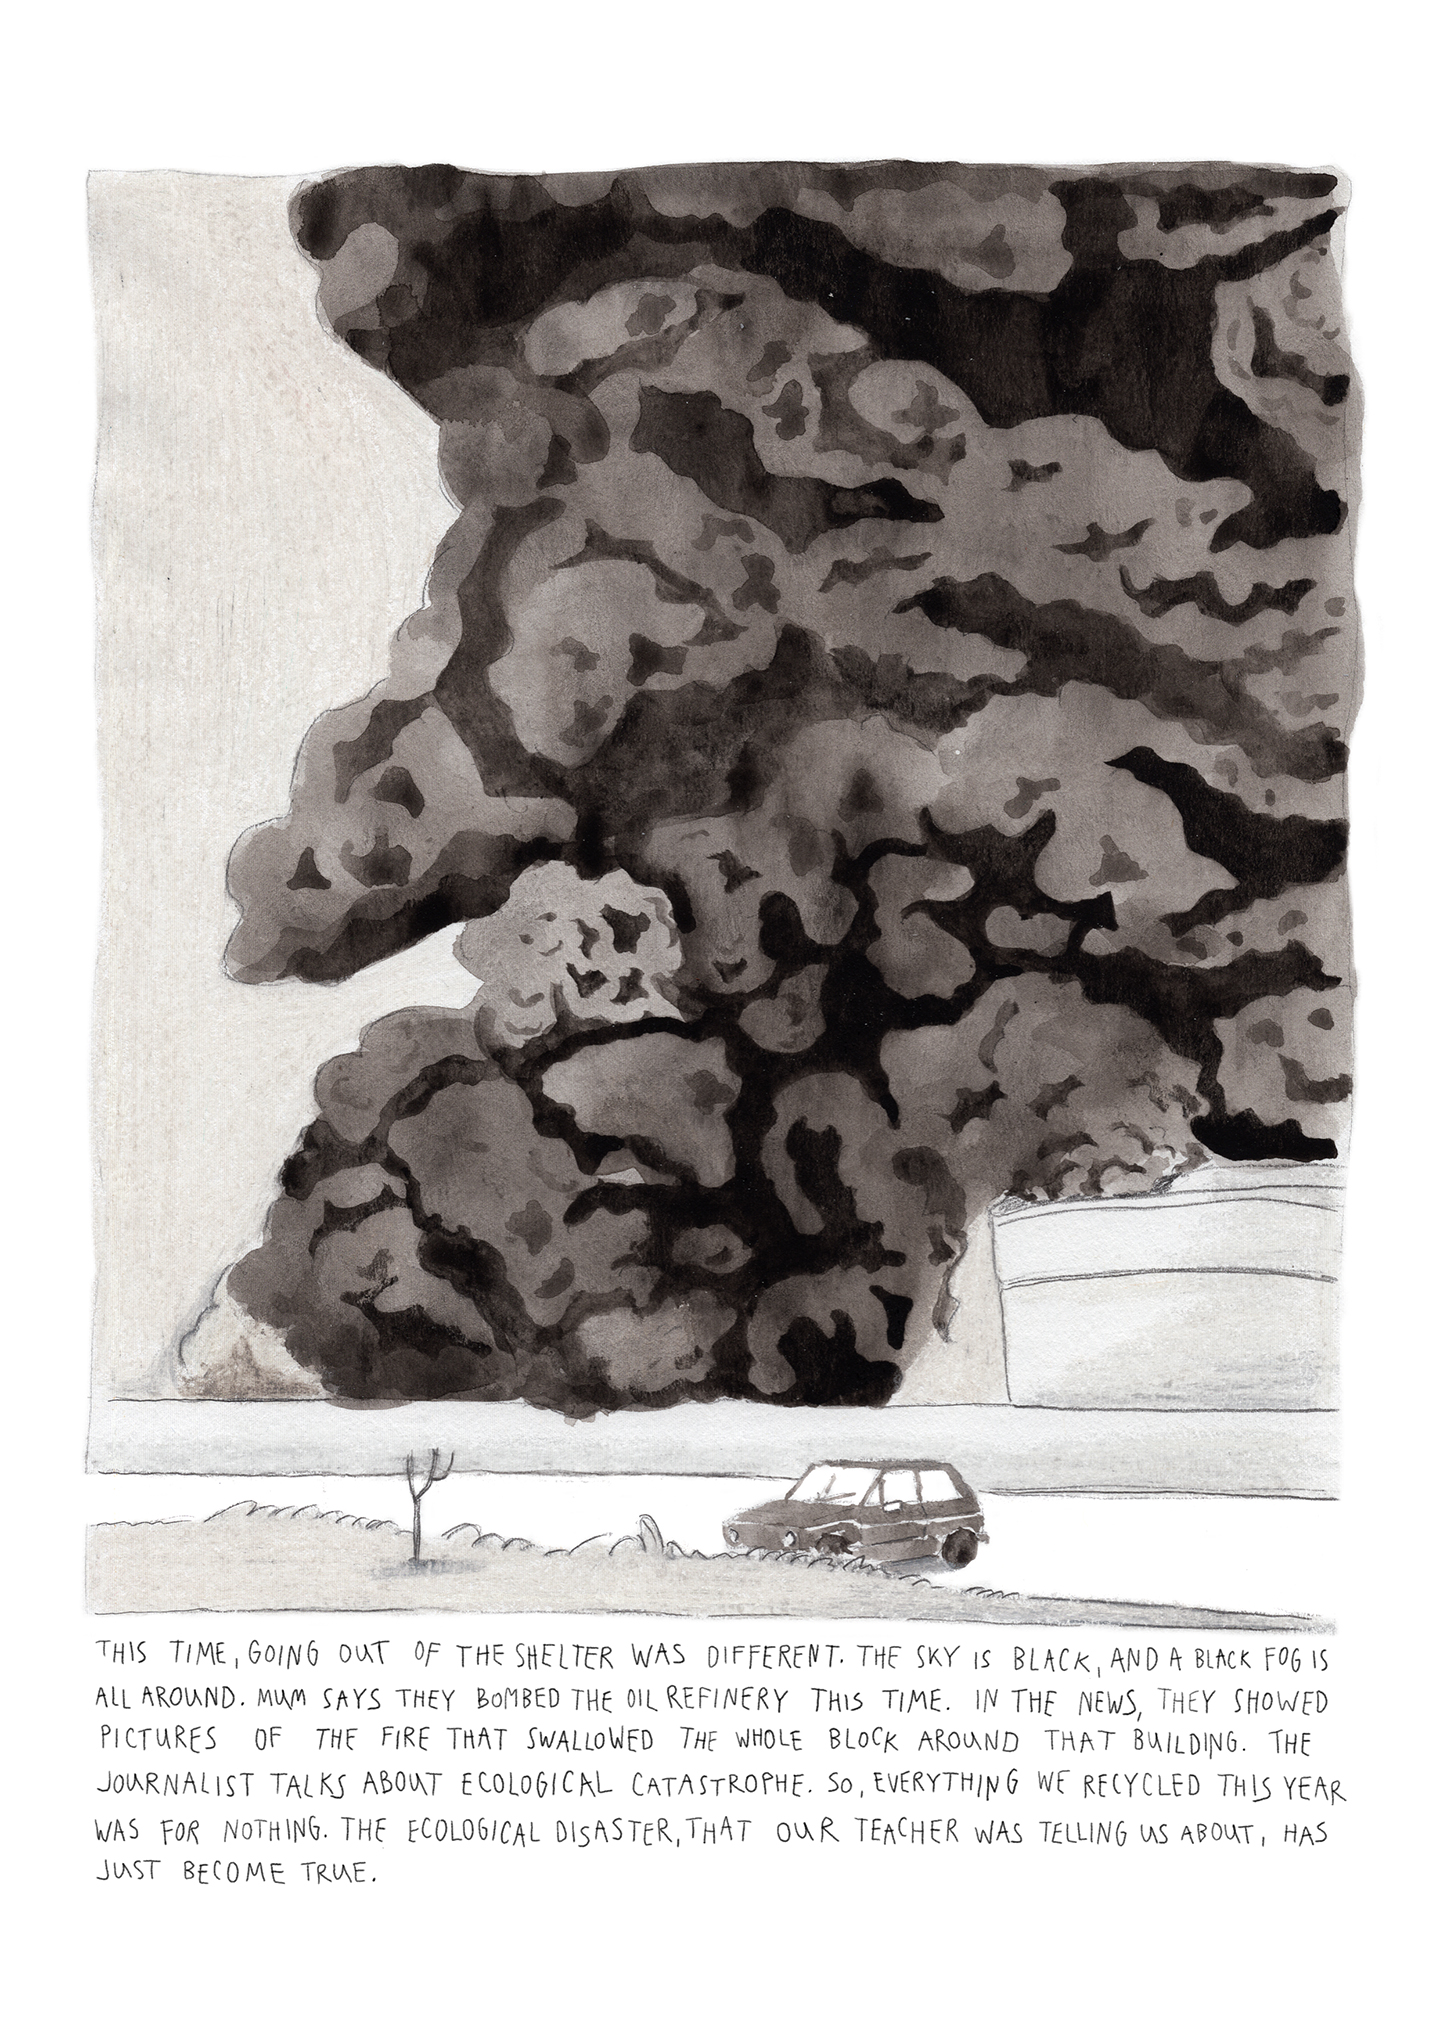 THIS TIME, GOING OUT OF THE SHELTER WAS DIFFERENT. THE SKY IS BLACK, AND A BLACK FOG IS
ALL AROUND. MUM SAYS THEY BOMBED THE OIL REFINERY THIS TIME. IN THE NEWS, THEY SHOWED
PICTURES OF THE FIRE THAT SWALLOWED THE WHOLE BLOCK AROUND THAT BUILDING. THE
JOURNALIST TALKS ABOUT ECOLOGICAL CATASTROPHE. SO, EVERYTHING WE RECYCLED THIS YEAR
WAS FOR NOTHING. THE ECOLOGICAL DISASTER, THAT OUR TEACHER WAS TELLING US ABOUT, HAS
JUST BECOME TRUE.